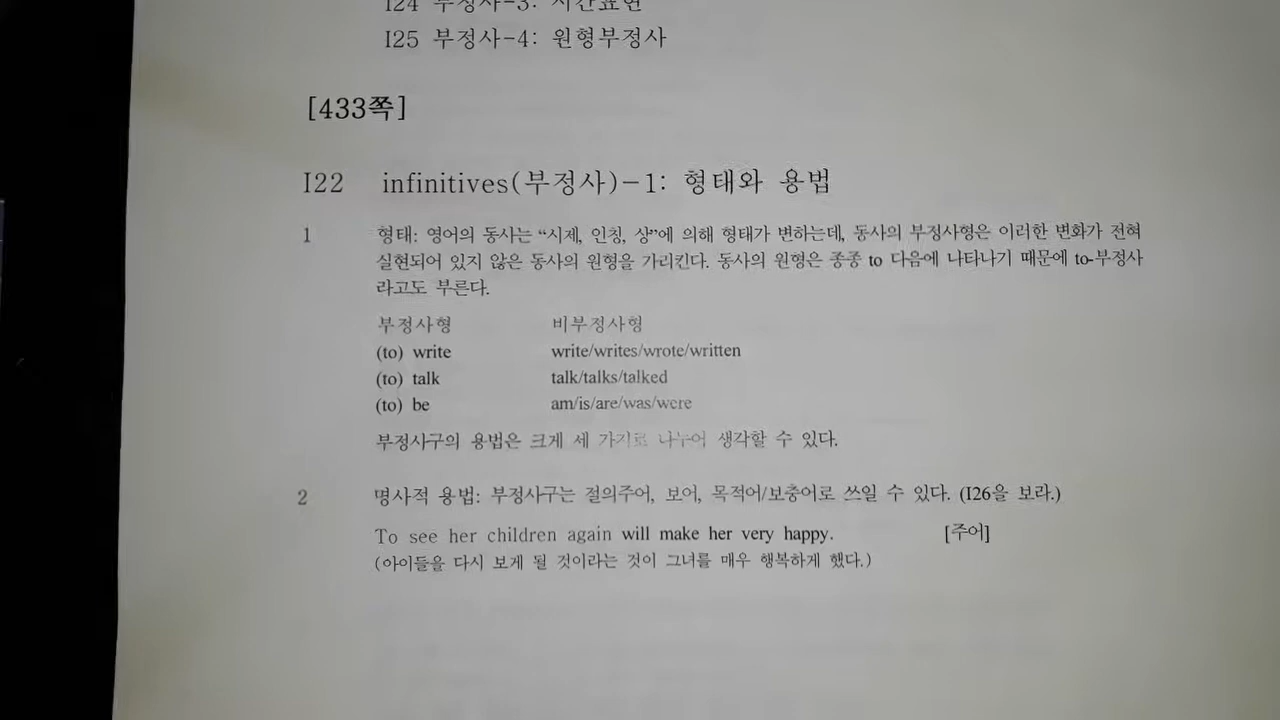 I24 부정사-3: 시간표현
I25 부정사-4: 원형부정사
[433쪽]
I22 infinitives(부정사)-1: 형태와 용법
1 형태: 영어의 동사는 “시제, 인칭, 상”에 의해 형태가 변하는데, 동사의 부정사형은 이러한 변화가 전혀
실현되어 있지 않은 동사의 원형을 가리킨다. 동사의 원형은 종종 to 다음에 나타나기 때문에 to-부정사
라고도 부른다.
부정사형 비부정사형
(to) write write/writes/wrote/written
(to) talk talk/talks/talked
(to) be am/is/are/was/were
부정사구의 용법은 크게 세 가기로 나누어 생각할 수 있다.
2 명사적 용법: 부정사구는 절의주어, 보어, 목적어/보충어로 쓰일 수 있다. (I26을 보라.)
To see her children again will make her very happy. [주어]
(아이들을 다시 보게 될 것이라는 것이 그녀를 매우 행복하게 했다.)